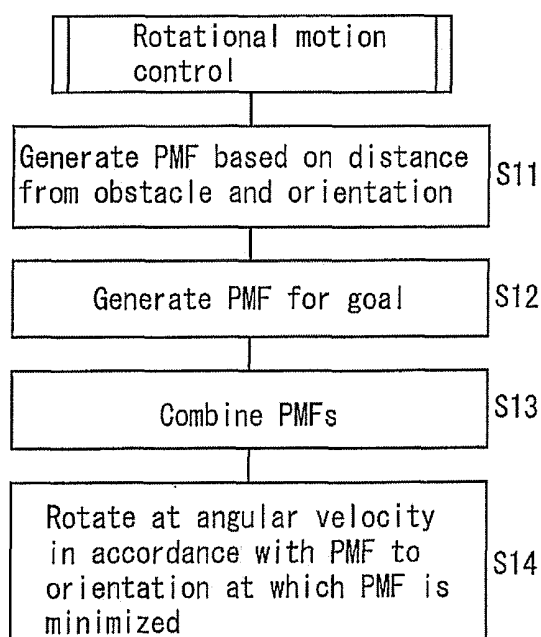 Rotational motion
control
Generate PMF based on distance
from obstacle and orientation
S11
Generate PMF for goal
S12
Combine PMFs
S13
Rotate at angular velocity
in accordance with PMF to
orientation at which PMF is
minimized
S14